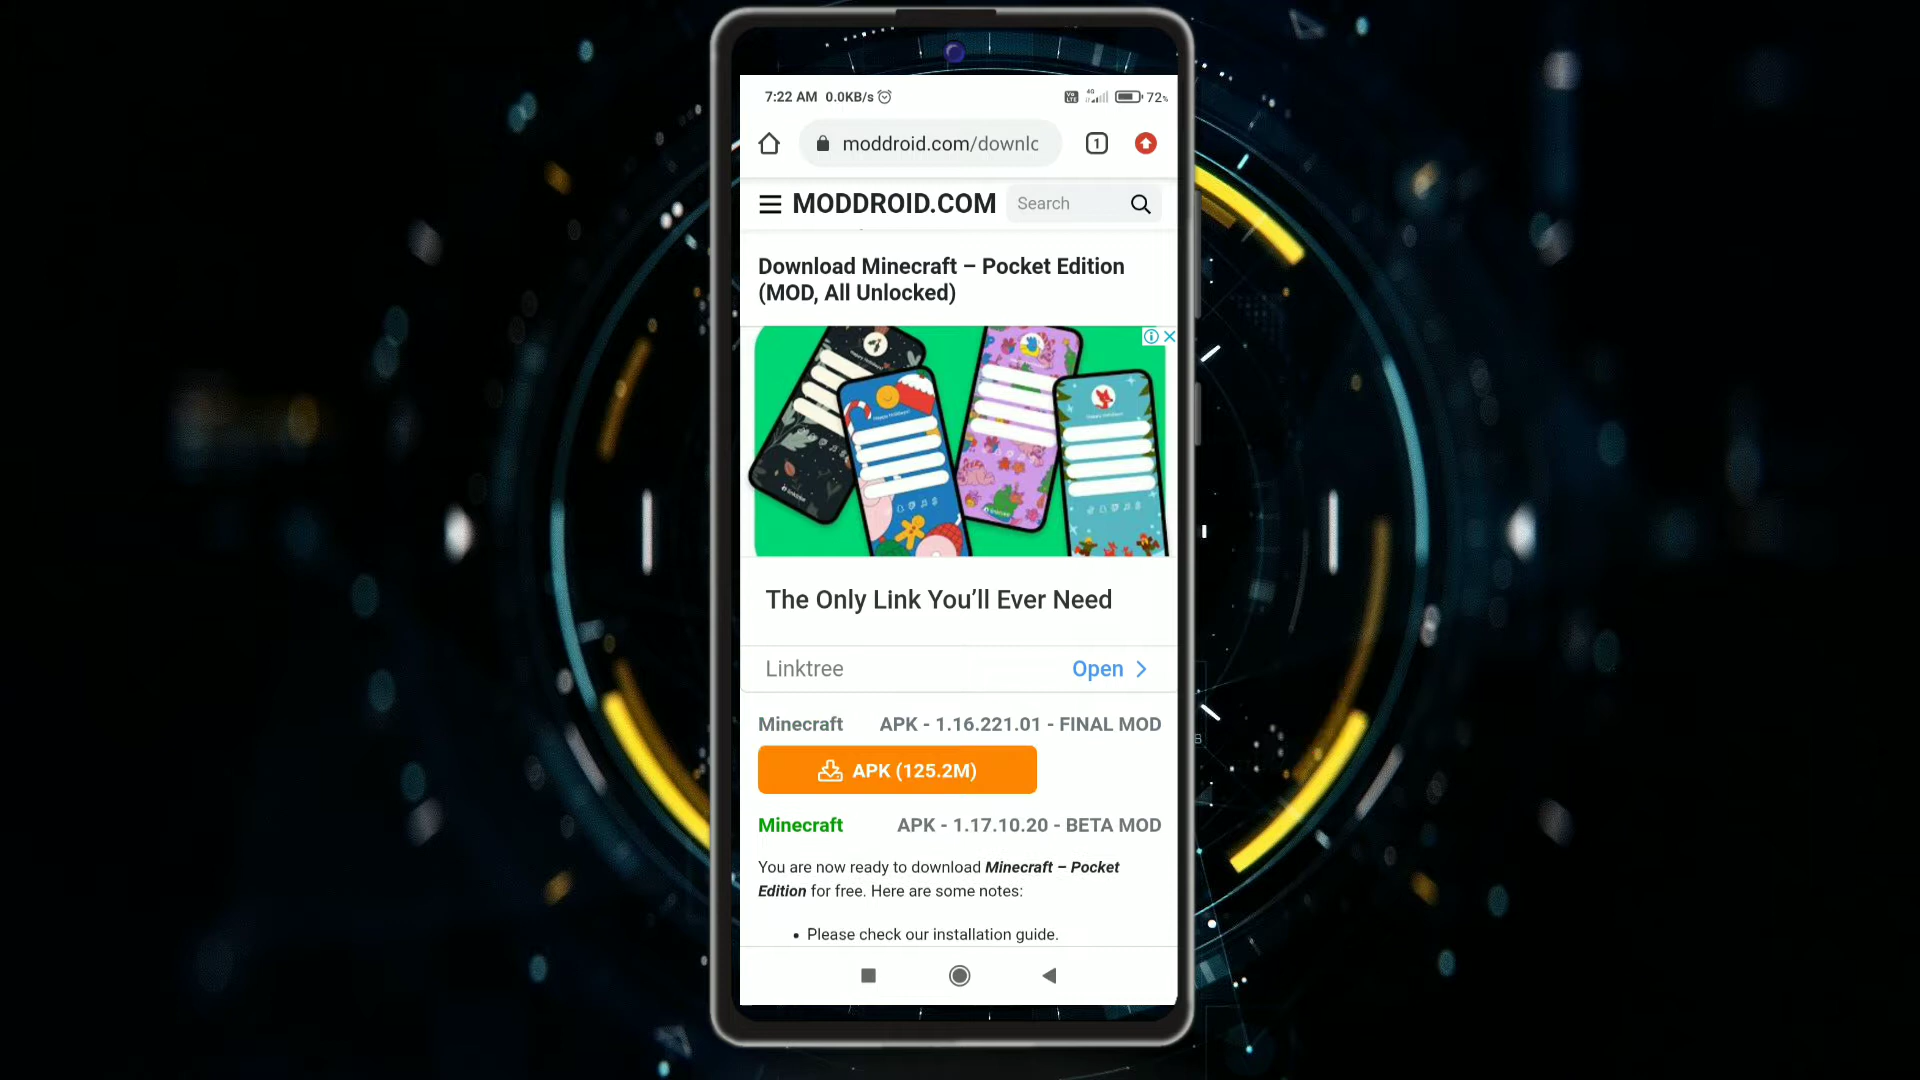 7:22 AM 0.0KB/s
4G 72%
moddroid.com/downlc
1
MODDROID.COM
Search
Download Minecraft – Pocket Edition
(MOD, All Unlocked)
The Only Link You’ll Ever Need
Linktree
Open
Minecraft APK - 1.16.221.01 - FINAL MOD
APK (125.2M)
Minecraft APK - 1.17.10.20 - BETA MOD
You are now ready to download Minecraft – Pocket
Edition for free. Here are some notes:
• Please check our installation guide.